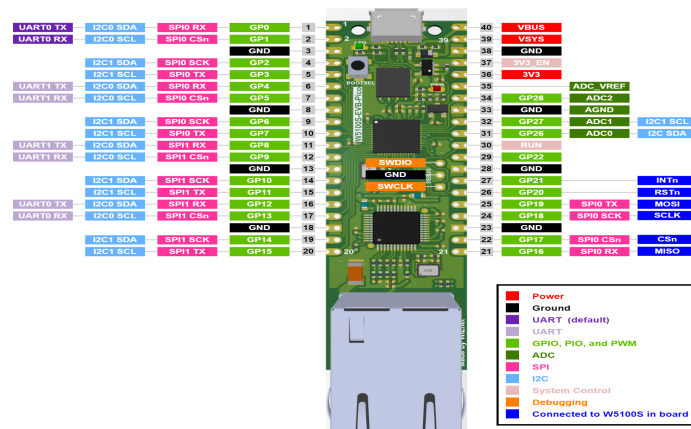 UART0 TX I2C0 SDA SPI0 RX GP0 1
UART0 RX I2C0 SCL SPI0 CSn GP1 2
GND 3
I2C1 SDA SPI0 SCK GP2 4
I2C1 SCL SPI0 TX GP3 5
UART1 TX I2C0 SDA SPI0 RX GP4 6
UART1 RX I2C0 SCL SPI0 CSn GP5 7
GND 8
I2C1 SDA SPI0 SCK GP6 9
I2C1 SCL SPI0 TX GP7 10
UART1 TX I2C0 SDA SPI1 RX GP8 11
UART1 RX I2C0 SCL SPI1 CSn GP9 12
GND 13
I2C1 SDA SPI1 SCK GP10 14
I2C1 SCL SPI1 TX GP11 15
UART0 TX I2C0 SDA SPI1 RX GP12 16
UART0 RX I2C0 SCL SPI1 CSn GP13 17
GND 18
I2C1 SDA SPI1 SCK GP14 19
I2C1 SCL SPI1 TX GP15 20
1
2 39
BOOTSEL
W5100S-EVB-Pico
SWDIO
GND
SWCLK
20 21
40 VBUS
39 VSYS
38 GND
37 3V3_EN
36 3V3
35 ADC_VREF
34 GP28 ADC2
33 GND AGND
32 GP27 ADC1 I2C1 SCL
31 GP26 ADC0 I2C SDA
30 RUN
29 GP22
28 GND
27 GP21 INTn
26 GP20 RSTn
25 GP19 SPI0 TX MOSI
24 GP18 SPI0 SCK SCLK
23 GND
22 GP17 SPI0 CSn CSn
21 GP16 SPI0 RX MISO
Power
Ground
UART (default)
UART
GPIO, PIO, and PWM
ADC
SPI
I2C
System Control
Debugging
Connected to W5100S in board